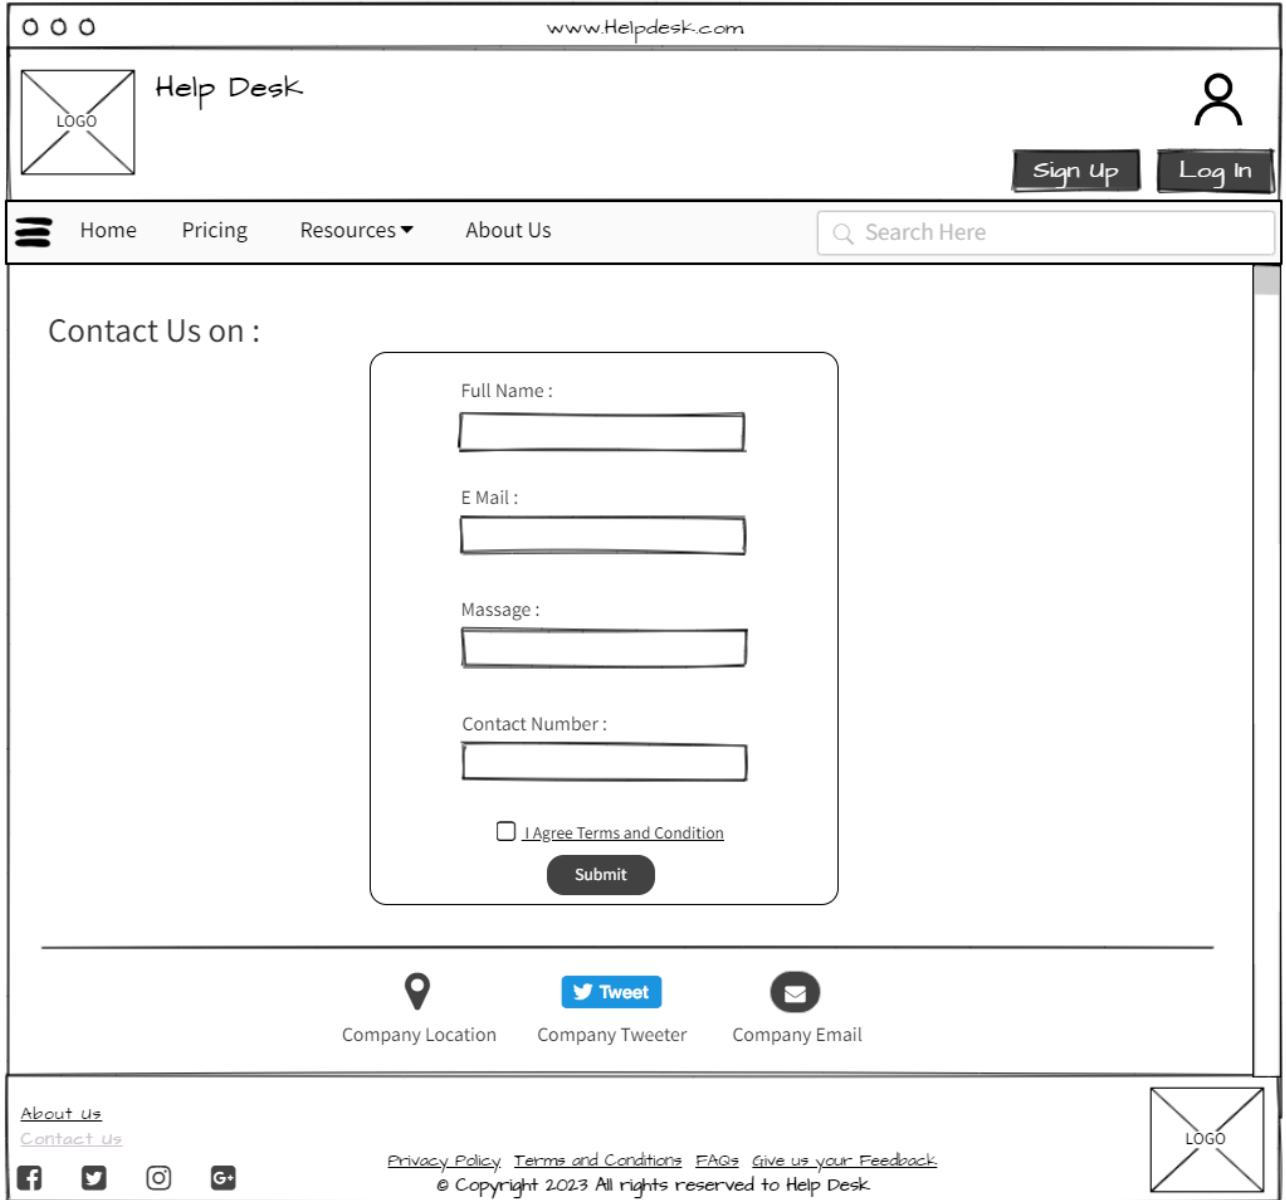 www.Helpdesk.com
LOGO
Help Desk
Sign Up
Log In
Home
Pricing
Resources
About Us
Search Here
Contact Us on :
Full Name :
E Mail :
Massage :
Contact Number :
I Agree Terms and Condition
Submit
Tweet
Company Location
Company Tweeter
Company Email
About Us
Contact Us
LOGO
G+
Privacy Policy Terms and Conditions FAQs Give us your Feedback
© Copyright 2023 All rights reserved to Help Desk